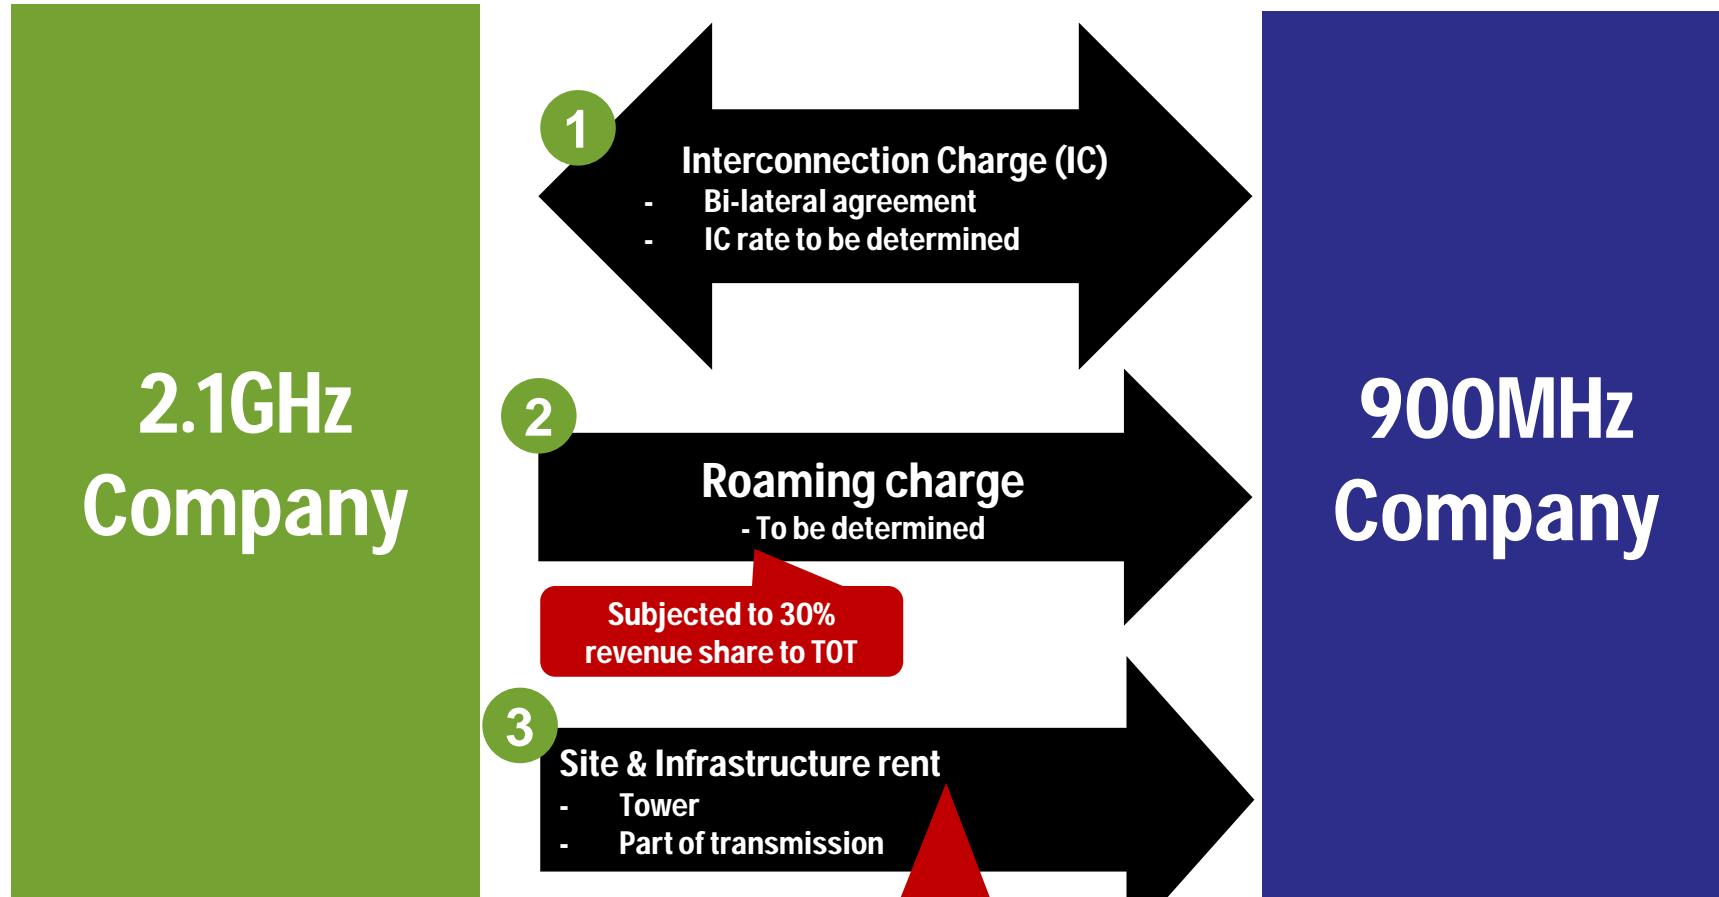 2.1GHz
Company
1
Interconnection Charge (IC)
- Bi-lateral agreement
- IC rate to be determined
2
Roaming charge
- To be determined
Subjected to 30%
revenue share to TOT
3
Site & Infrastructure rent
- Tower
- Part of transmission
900MHz
Company